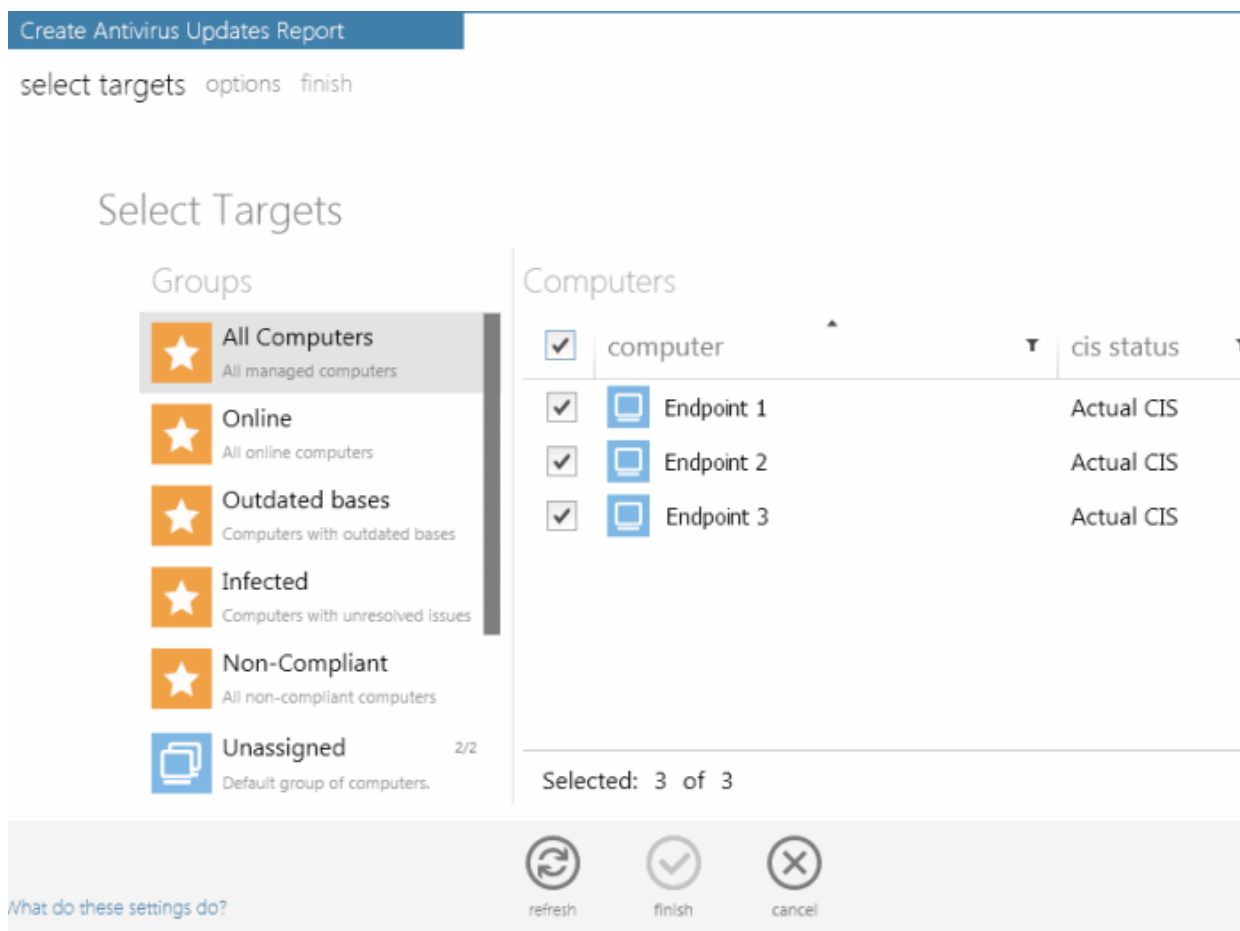 Create Antivirus Updates Report
select targets options finish
Select Targets
Groups
All Computers
All managed computers
Online
All online computers
Outdated bases
Computers with outdated bases
Infected
Computers with unresolved issues
Non-Compliant
All non-compliant computers
Unassigned 2/2
Default group of computers.
Computers
computer cis status
Endpoint 1 Actual CIS
Endpoint 2 Actual CIS
Endpoint 3 Actual CIS
Selected: 3 of 3
What do these settings do?
refresh finish cancel